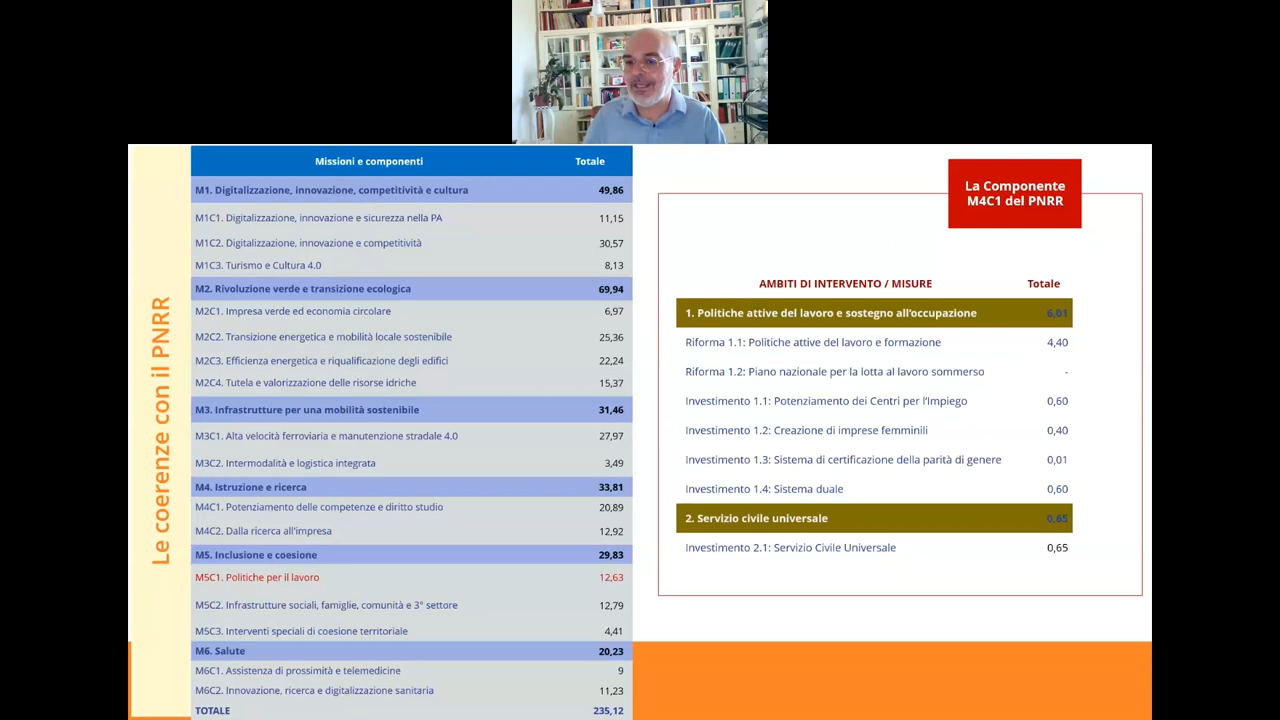 Le coerenze con il PNRR
Missioni e componenti Totale
M1. Digitalizzazione, innovazione, competitività e cultura 49,86
M1C1. Digitalizzazione, innovazione e sicurezza nella PA 11,15
M1C2. Digitalizzazione, innovazione e competitività 30,57
M1C3. Turismo e Cultura 4.0 8,13
M2. Rivoluzione verde e transizione ecologica 69,94
M2C1. Impresa verde ed economia circolare 6,97
M2C2. Transizione energetica e mobilità locale sostenibile 25,36
M2C3. Efficienza energetica e riqualificazione degli edifici 22,24
M2C4. Tutela e valorizzazione delle risorse idriche 15,37
M3. Infrastrutture per una mobilità sostenibile 31,46
M3C1. Alta velocità ferroviaria e manutenzione stradale 4.0 27,97
M3C2. Intermodalità e logistica integrata 3,49
M4. Istruzione e ricerca 33,81
M4C1. Potenziamento delle competenze e diritto studio 20,89
M4C2. Dalla ricerca all'impresa 12,92
M5. Inclusione e coesione 29,83
M5C1. Politiche per il lavoro 12,63
M5C2. Infrastrutture sociali, famiglie, comunità e 3° settore 12,79
M5C3. Interventi speciali di coesione territoriale 4,41
M6. Salute 20,23
M6C1. Assistenza di prossimità e telemedicine 9
M6C2. Innovazione, ricerca e digitalizzazione sanitaria 11,23
TOTALE 235,12
La Componente
M4C1 del PNRR
AMBITI DI INTERVENTO / MISURE Totale
1. Politiche attive del lavoro e sostegno all'occupazione 6,01
Riforma 1.1: Politiche attive del lavoro e formazione 4,40
Riforma 1.2: Piano nazionale per la lotta al lavoro sommerso -
Investimento 1.1: Potenziamento dei Centri per l'Impiego 0,60
Investimento 1.2: Creazione di imprese femminili 0,40
Investimento 1.3: Sistema di certificazione della parità di genere 0,01
Investimento 1.4: Sistema duale 0,60
2. Servizio civile universale 0,65
Investimento 2.1: Servizio Civile Universale 0,65